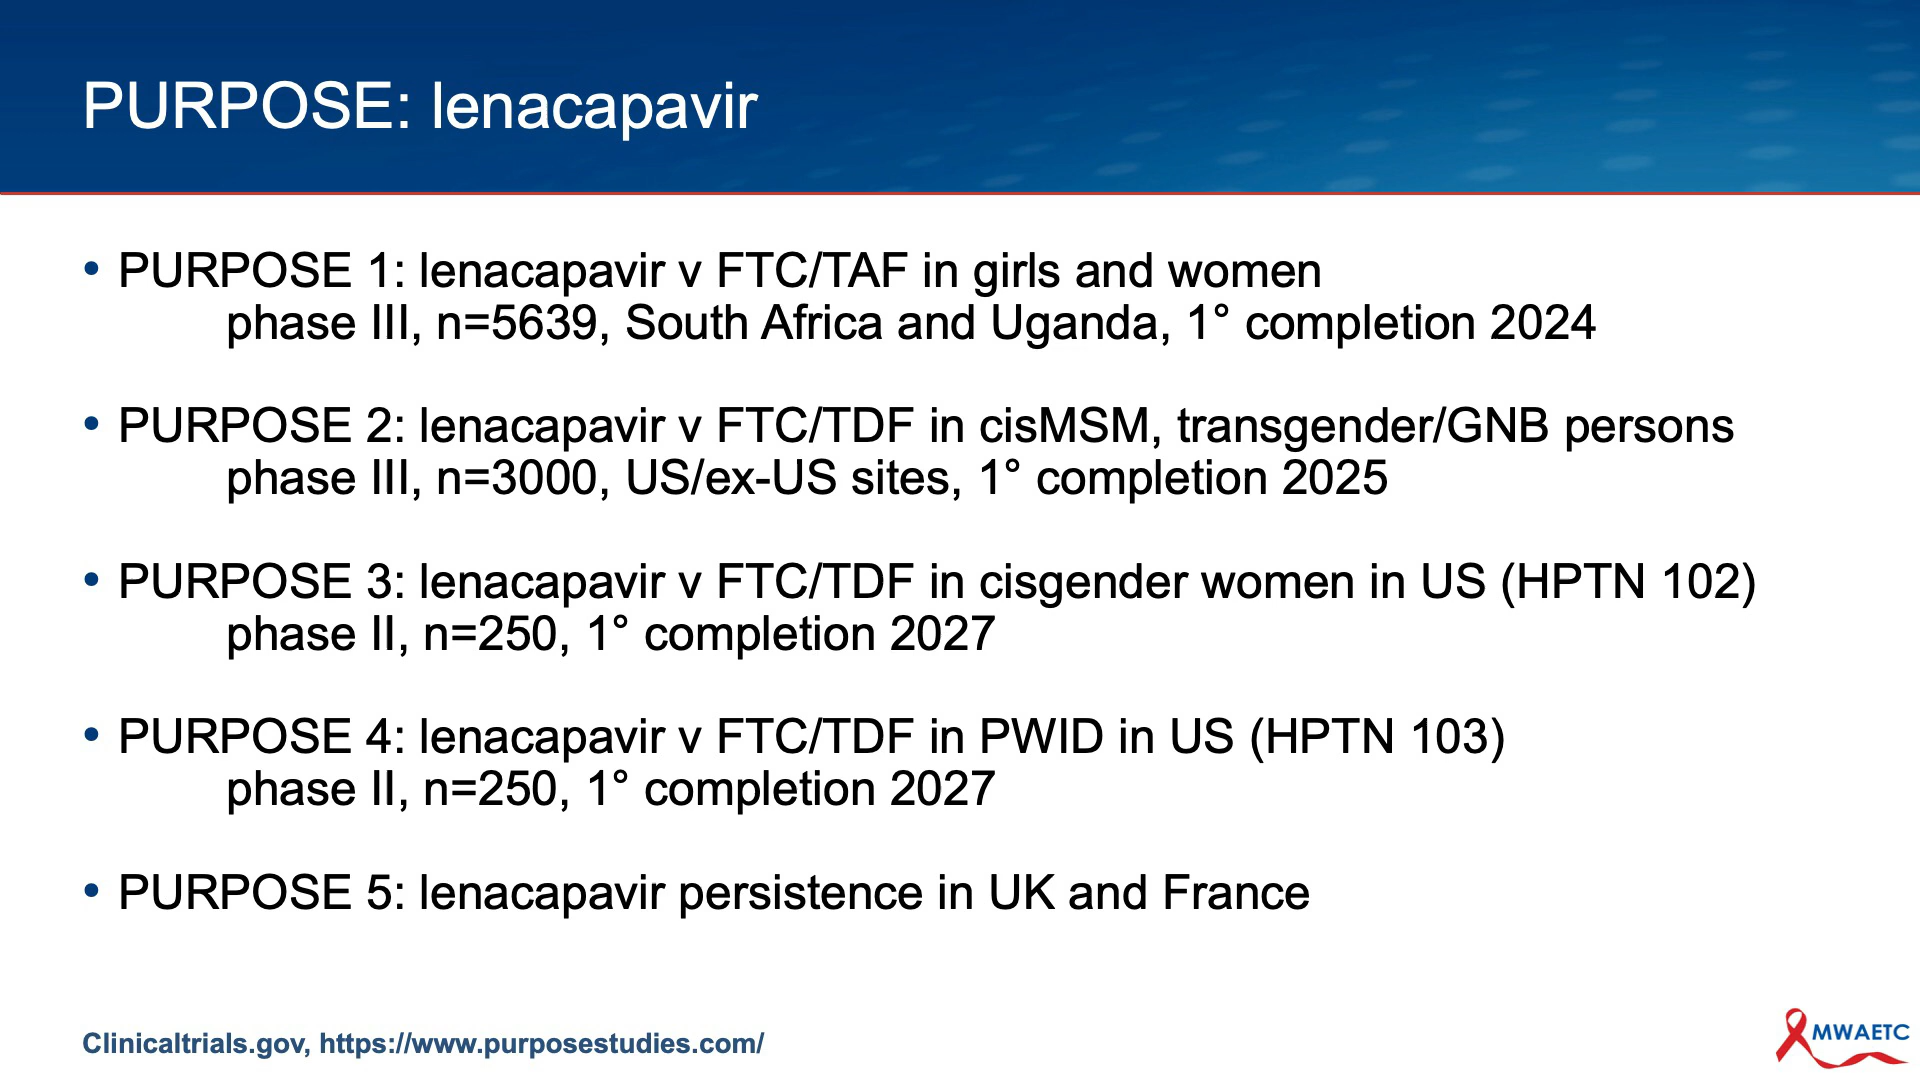 PURPOSE: lenacapavir
• PURPOSE 1: lenacapavir v FTC/TAF in girls and women
phase III, n=5639, South Africa and Uganda, 1° completion 2024
• PURPOSE 2: lenacapavir v FTC/TDF in cisMSM, transgender/GNB persons
phase III, n=3000, US/ex-US sites, 1° completion 2025
• PURPOSE 3: lenacapavir v FTC/TDF in cisgender women in US (HPTN 102)
phase II, n=250, 1° completion 2027
• PURPOSE 4: lenacapavir v FTC/TDF in PWID in US (HPTN 103)
phase II, n=250, 1° completion 2027
• PURPOSE 5: lenacapavir persistence in UK and France
Clinicaltrials.gov, https://www.purposestudies.com/
MWAETC